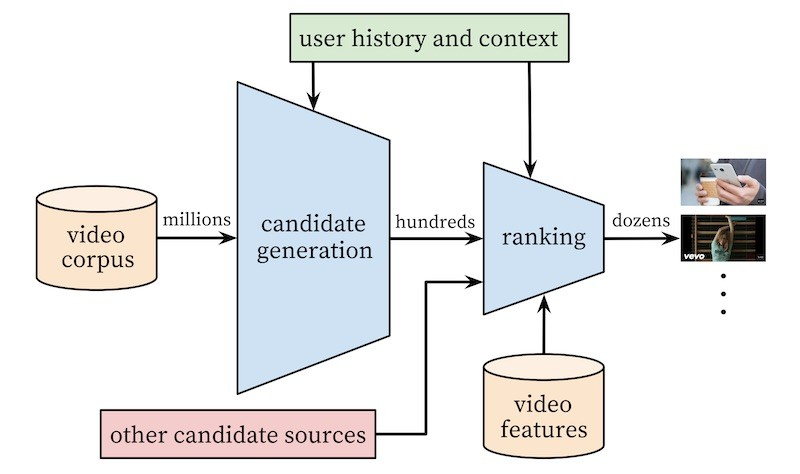 user history and context
millions
video
corpus
candidate
generation
hundreds
ranking
dozens
vevo
other candidate sources
video
features